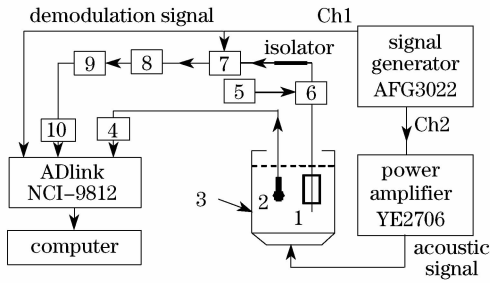 demodulation signal
Ch1
signal
generator
AFG3022
isolator
9
8
7
5
6
10
4
Ch2
ADlink
NCI-9812
power
amplifier
YE2706
3
2
1
computer
acoustic
signal